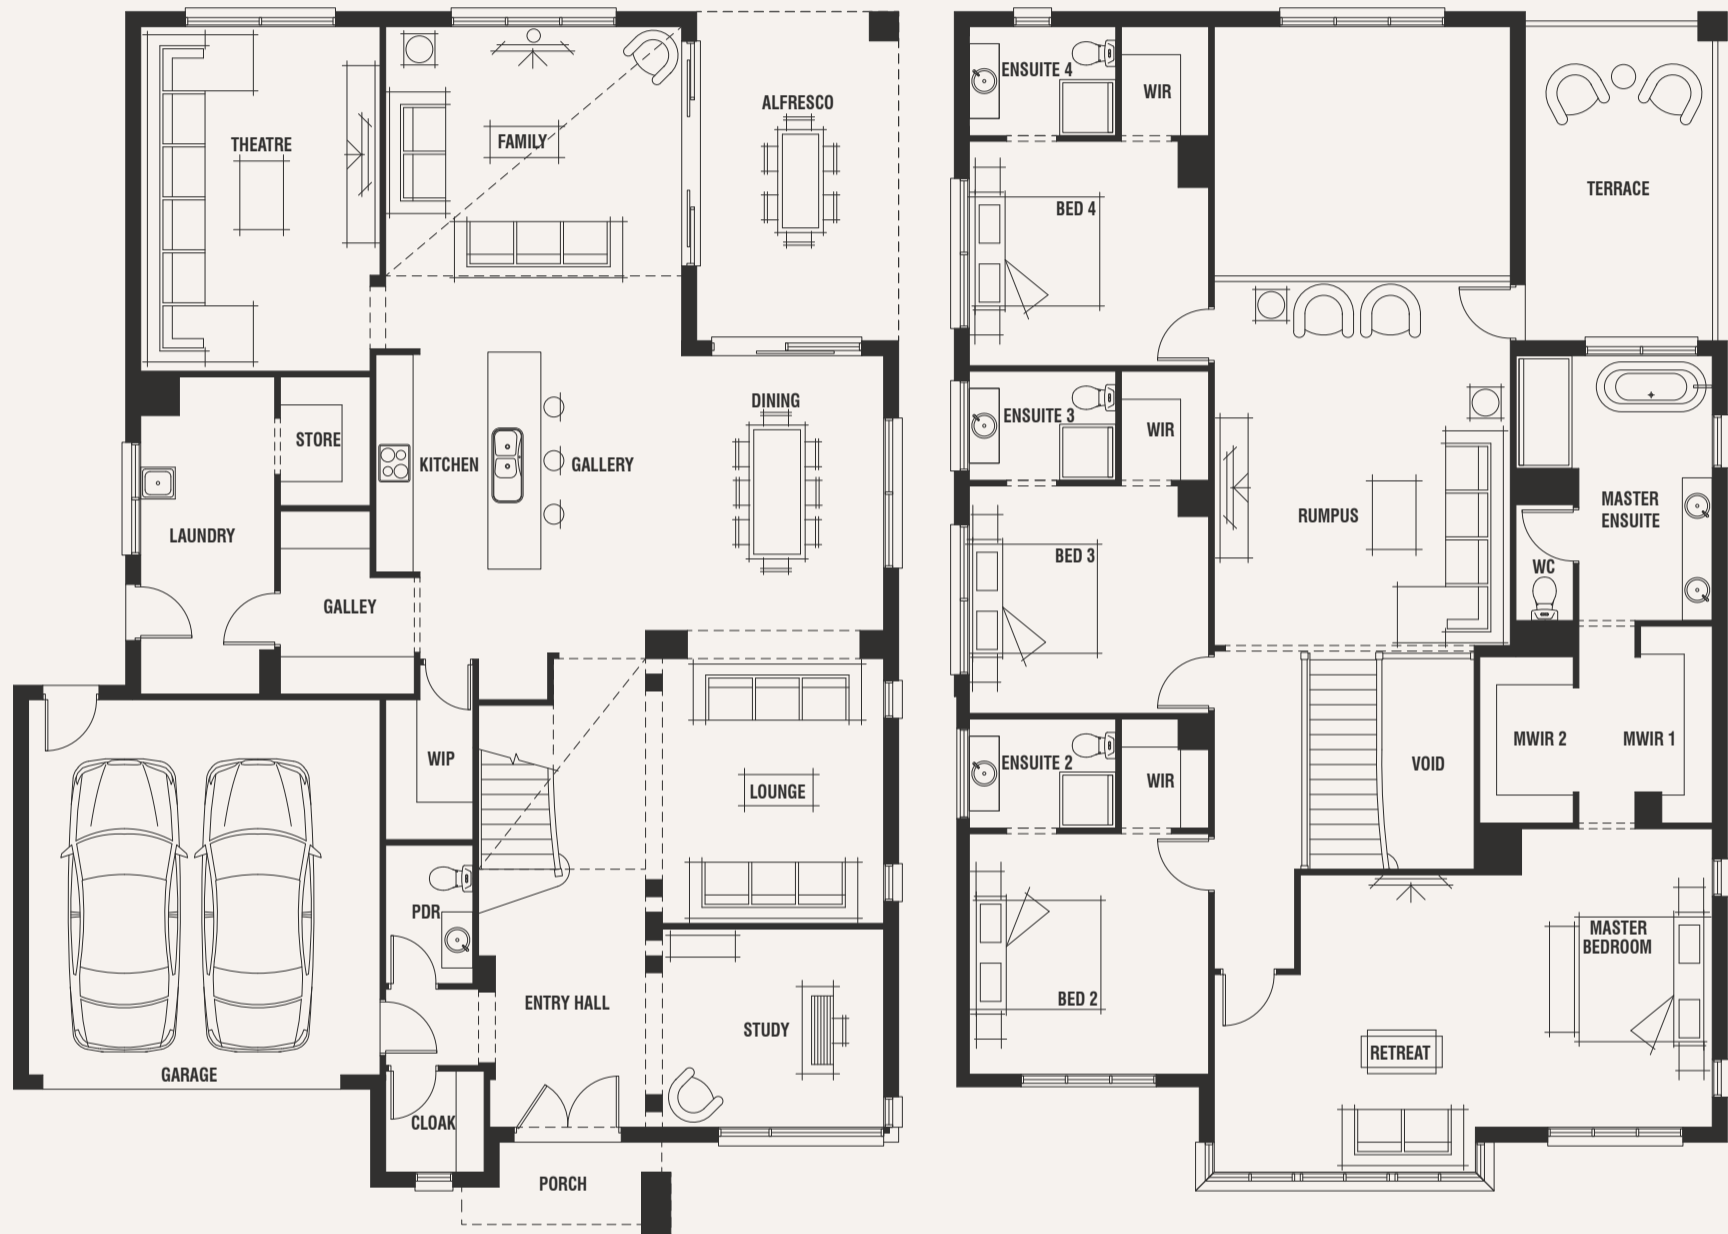 THEATRE
FAMILY
ALFRESCO
STORE
KITCHEN
GALLERY
DINING
LAUNDRY
GALLEY
WIP
LOUNGE
PDR
ENTRY HALL
STUDY
GARAGE
CLOAK
PORCH
ENSUITE 4
WIR
TERRACE
BED 4
ENSUITE 3
WIR
RUMPUS
MASTER
ENSUITE
BED 3
WC
ENSUITE 2
WIR
VOID
MWIR 2
MWIR 1
BED 2
MASTER
BEDROOM
RETREAT